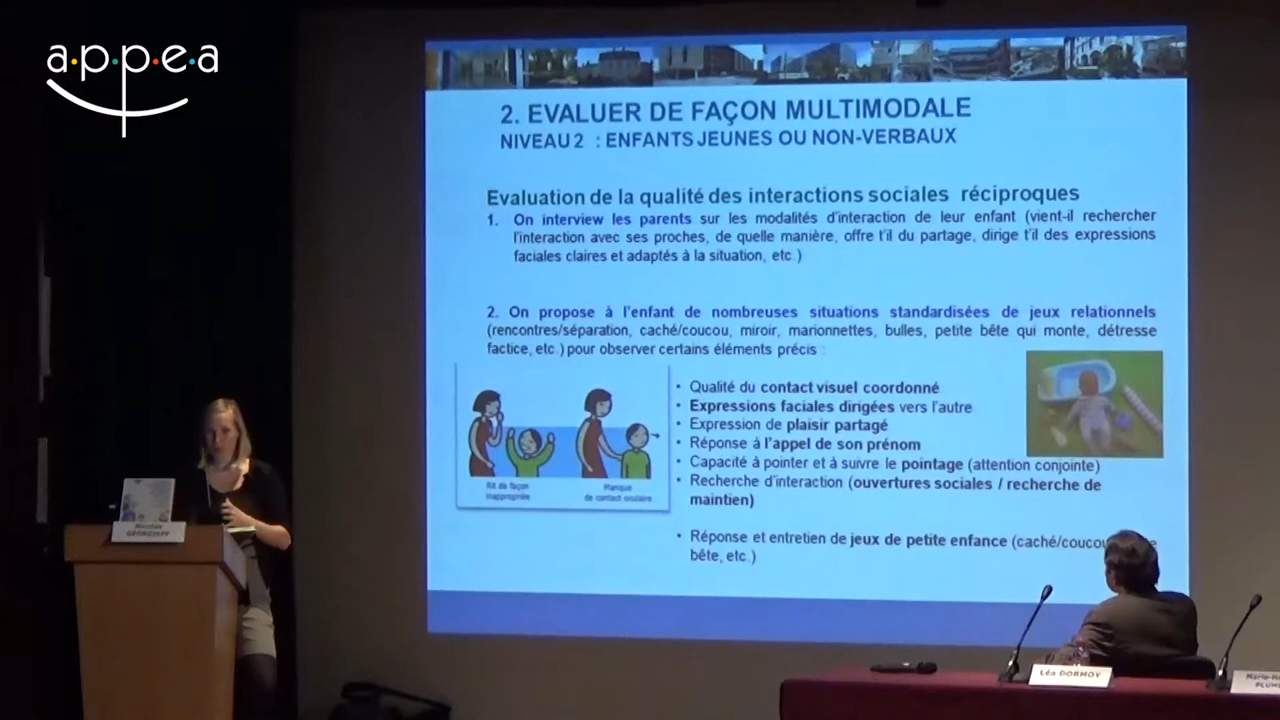 a·p·p·e·a
2. EVALUER DE FAÇON MULTIMODALE
NIVEAU 2 : ENFANTS JEUNES OU NON-VERBAUX
Evaluation de la qualité des interactions sociales réciproques
1. On interview les parents sur les modalités d'interaction de leur enfant (vient-il rechercher
l'interaction avec ses proches, de quelle manière, offre t'il du partage, dirige t'il des expressions
faciales claires et adaptés à la situation, etc.)
2. On propose à l'enfant de nombreuses situations standardisées de jeux relationnels
(rencontres/séparation, caché/coucou, miroir, marionnettes, bulles, petite bête qui monte, détresse
factice, etc.) pour observer certains éléments précis :
• Qualité du contact visuel coordonné
• Expressions faciales dirigées vers l'autre
• Expression de plaisir partagé
• Réponse à l'appel de son prénom
• Capacité à pointer et à suivre le pointage (attention conjointe)
• Recherche d'interaction (ouvertures sociales / recherche de
maintien)
• Réponse et entretien de jeux de petite enfance (caché/coucou
bête, etc.)
Rit de façon
inappropriée
Manque
de contact oculaire
Nicolas
GEORGIEFF
Léa DORMOY